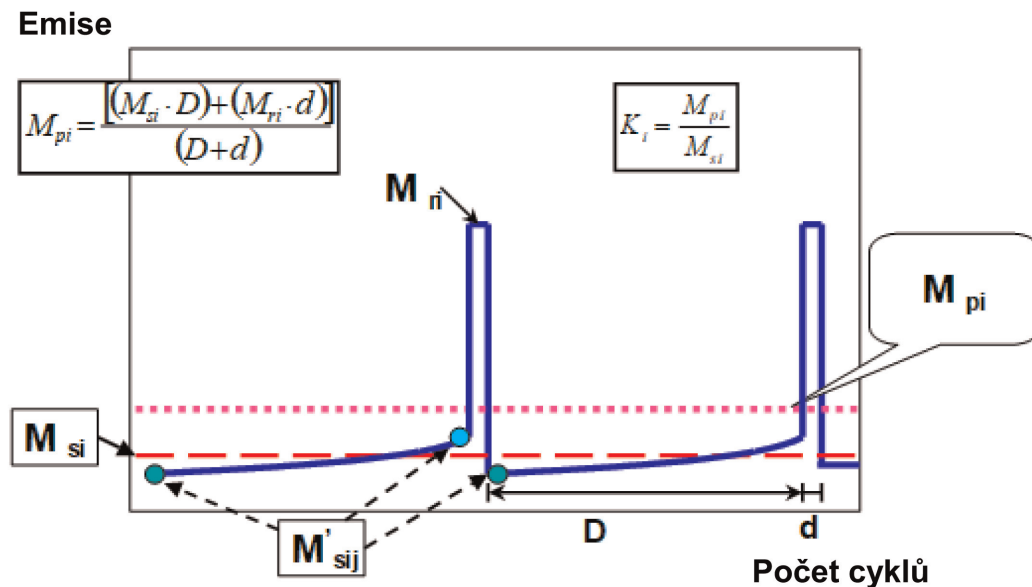 Emise
M_pi = [(M_si · D) + (M_ri · d)] / (D + d)
K_i = M_pi / M_si
M ri
M pi
M si
M'sij
D
d
Počet cyklů